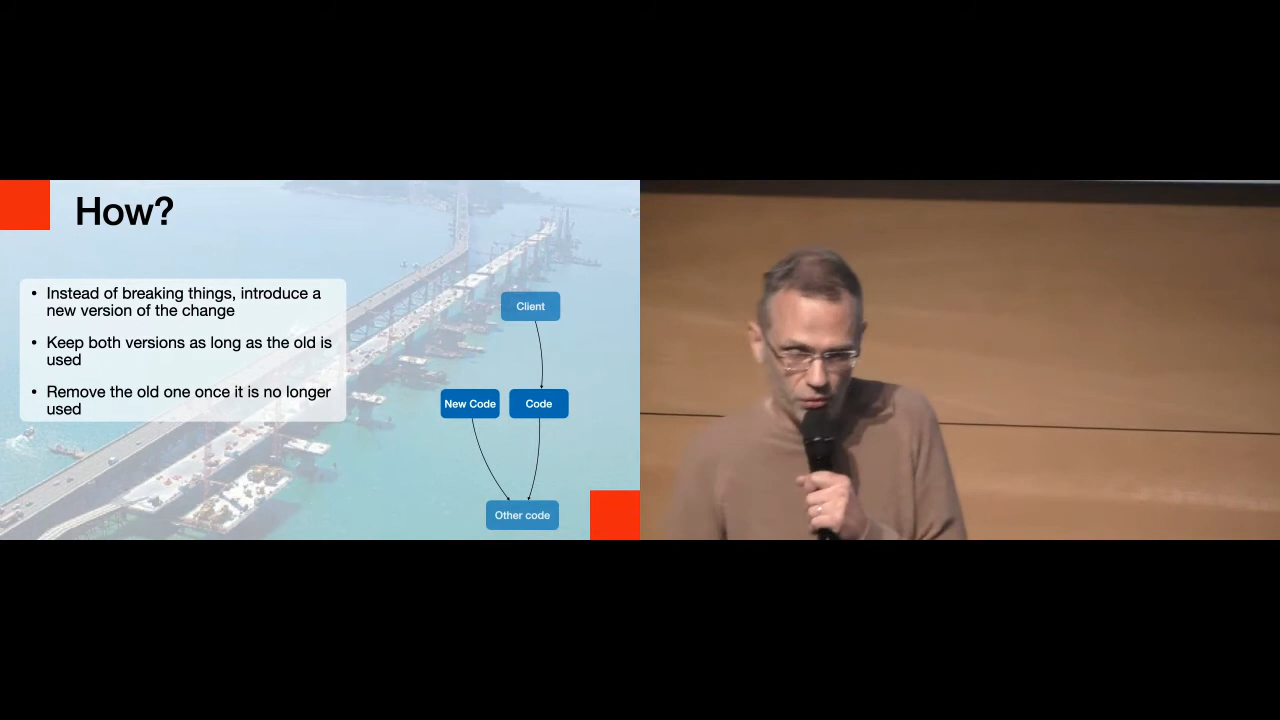 How?
• Instead of breaking things, introduce a
new version of the change
• Keep both versions as long as the old is
used
• Remove the old one once it is no longer
used
Client
New Code
Code
Other code